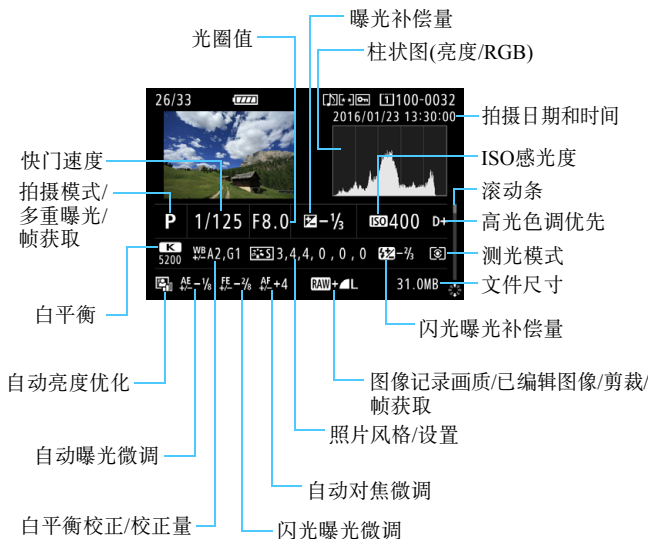 曝光补偿量
光圈值
柱状图(亮度/RGB)
26/33
1 100-0032
2016/01/23 13:30:00
拍摄日期和时间
快门速度
ISO感光度
拍摄模式/
多重曝光/
帧获取
滚动条
P 1/125 F8.0 -1/3 ISO 400 D+
高光色调优先
K
5200
WB +/- A2,G1
S 3,4,4,0,0,0
-2/3
测光模式
AE +/- -1/8 FE +/- -2/8 AF +/- +4 RAW+ L 31.0MB
文件尺寸
白平衡
闪光曝光补偿量
自动亮度优化
图像记录画质/已编辑图像/剪裁/
帧获取
照片风格/设置
自动曝光微调
自动对焦微调
白平衡校正/校正量
闪光曝光微调